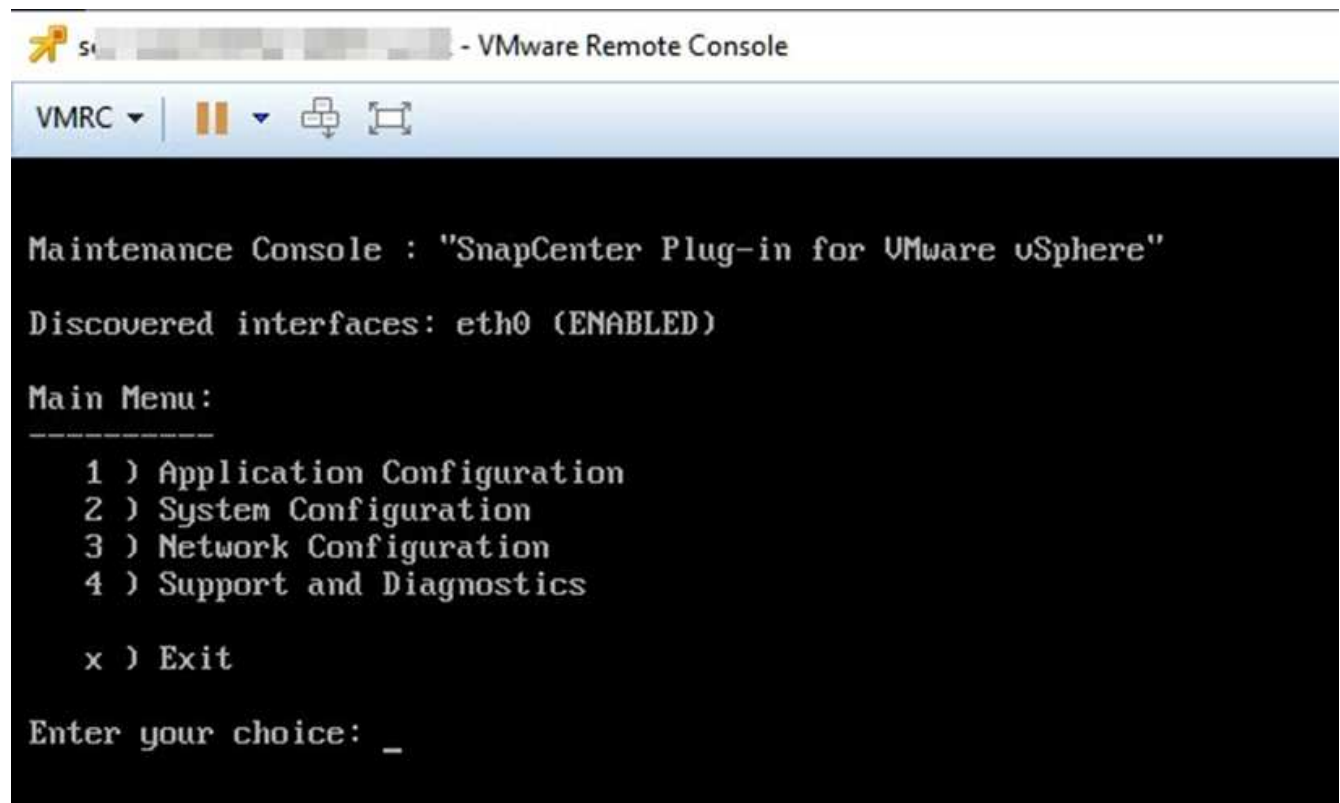 - VMware Remote Console
VMRC
Maintenance Console : "SnapCenter Plug-in for VMware vSphere"
Discovered interfaces: eth0 (ENABLED)
Main Menu:
----------
1 ) Application Configuration
2 ) System Configuration
3 ) Network Configuration
4 ) Support and Diagnostics
x ) Exit
Enter your choice: _